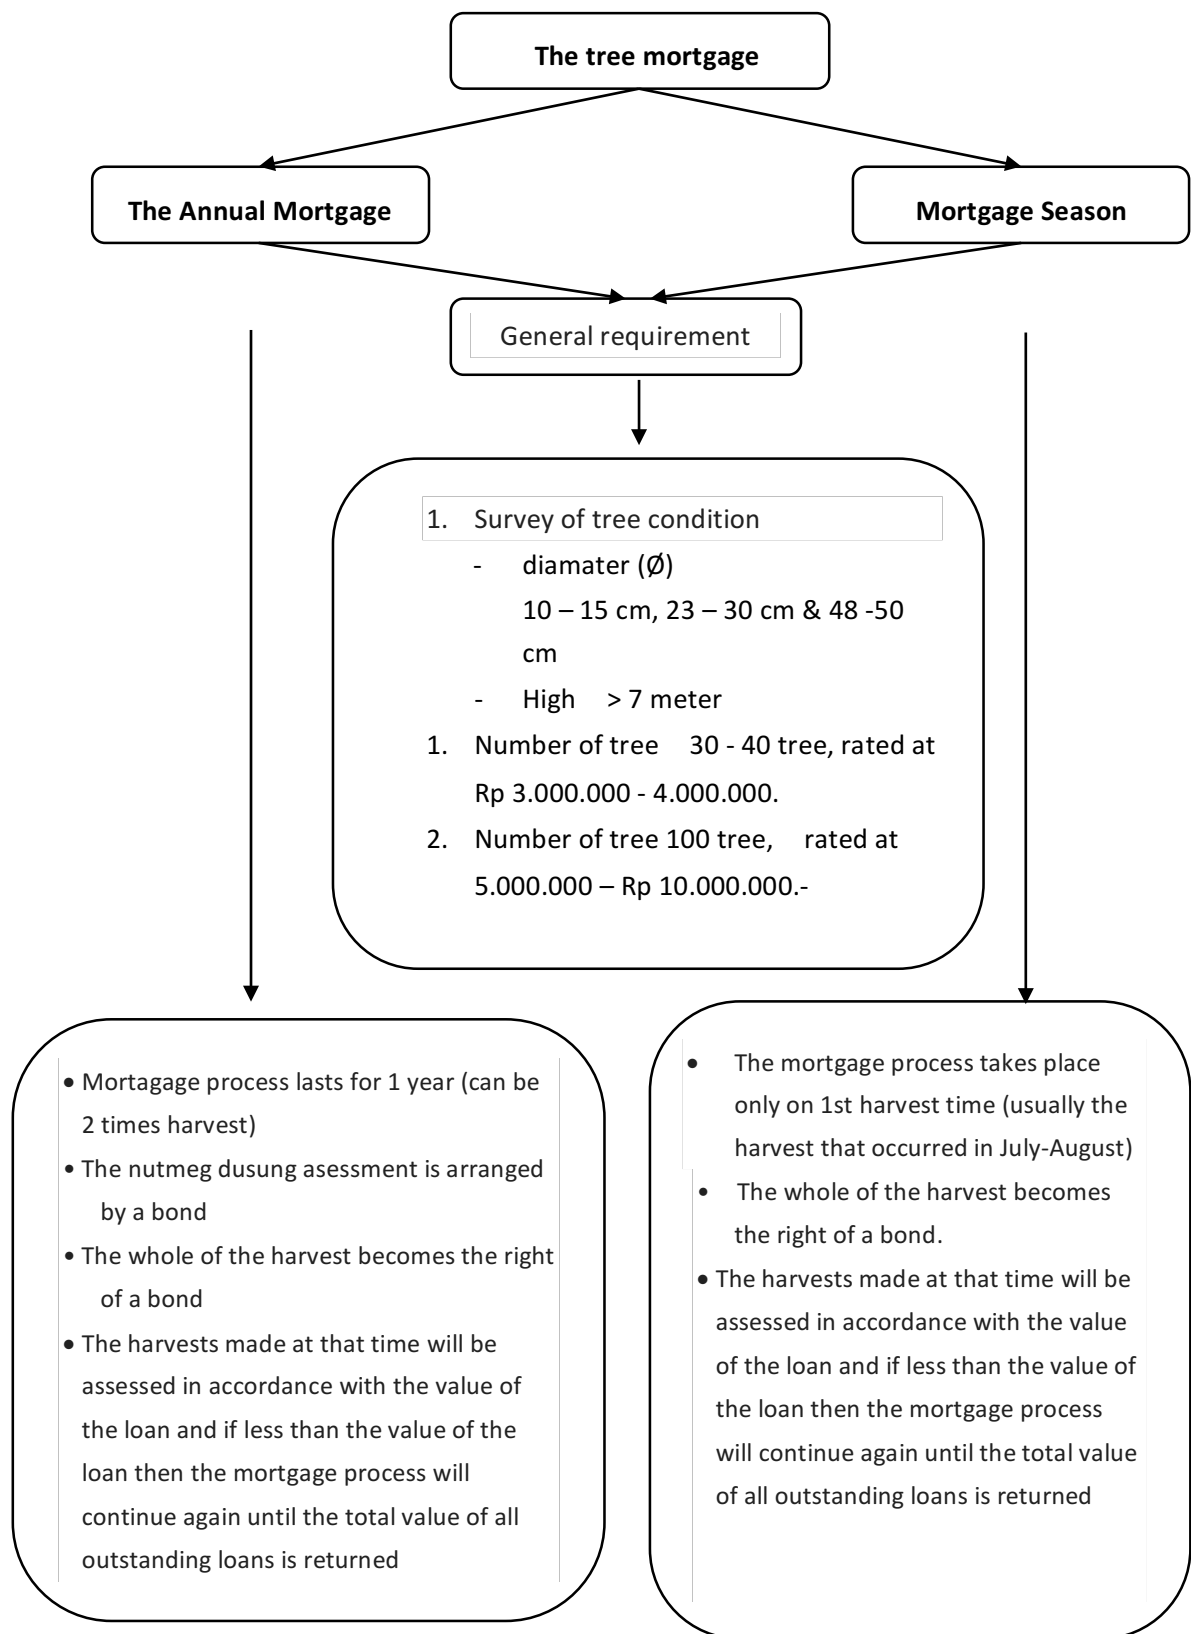 The tree mortgage
The Annual Mortgage
Mortgage Season
General requirement
1. Survey of tree condition
- diamater (Ø)
10 – 15 cm, 23 – 30 cm & 48 -50
cm
- High > 7 meter
1. Number of tree 30 - 40 tree, rated at
Rp 3.000.000 - 4.000.000.
2. Number of tree 100 tree, rated at
5.000.000 – Rp 10.000.000.-
• Mortagage process lasts for 1 year (can be
2 times harvest)
• The nutmeg dusung asessment is arranged
by a bond
• The whole of the harvest becomes the right
of a bond
• The harvests made at that time will be
assessed in accordance with the value of
the loan and if less than the value of the
loan then the mortgage process will
continue again until the total value of all
outstanding loans is returned
• The mortgage process takes place
only on 1st harvest time (usually the
harvest that occurred in July-August)
• The whole of the harvest becomes
the right of a bond.
• The harvests made at that time will be
assessed in accordance with the value
of the loan and if less than the value of
the loan then the mortgage process
will continue again until the total value
of all outstanding loans is returned